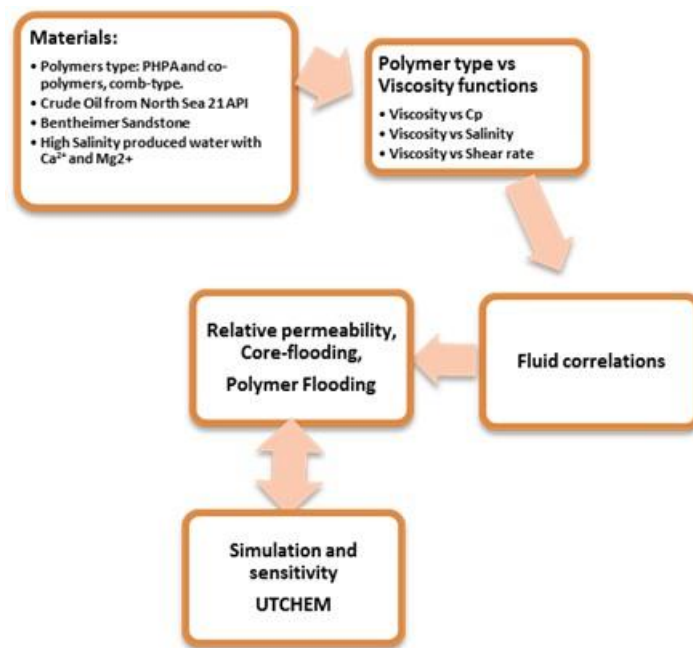 Materials:
• Polymers type: PHPA and co-
polymers, comb-type.
• Crude Oil from North Sea 21 API
• Bentheimer Sandstone
• High Salinity produced water with
Ca²⁺ and Mg2+
Polymer type vs
Viscosity functions
• Viscosity vs Cp
• Viscosity vs Salinity
• Viscosity vs Shear rate
Fluid correlations
Relative permeability,
Core-flooding,
Polymer Flooding
Simulation and
sensitivity
UTCHEM